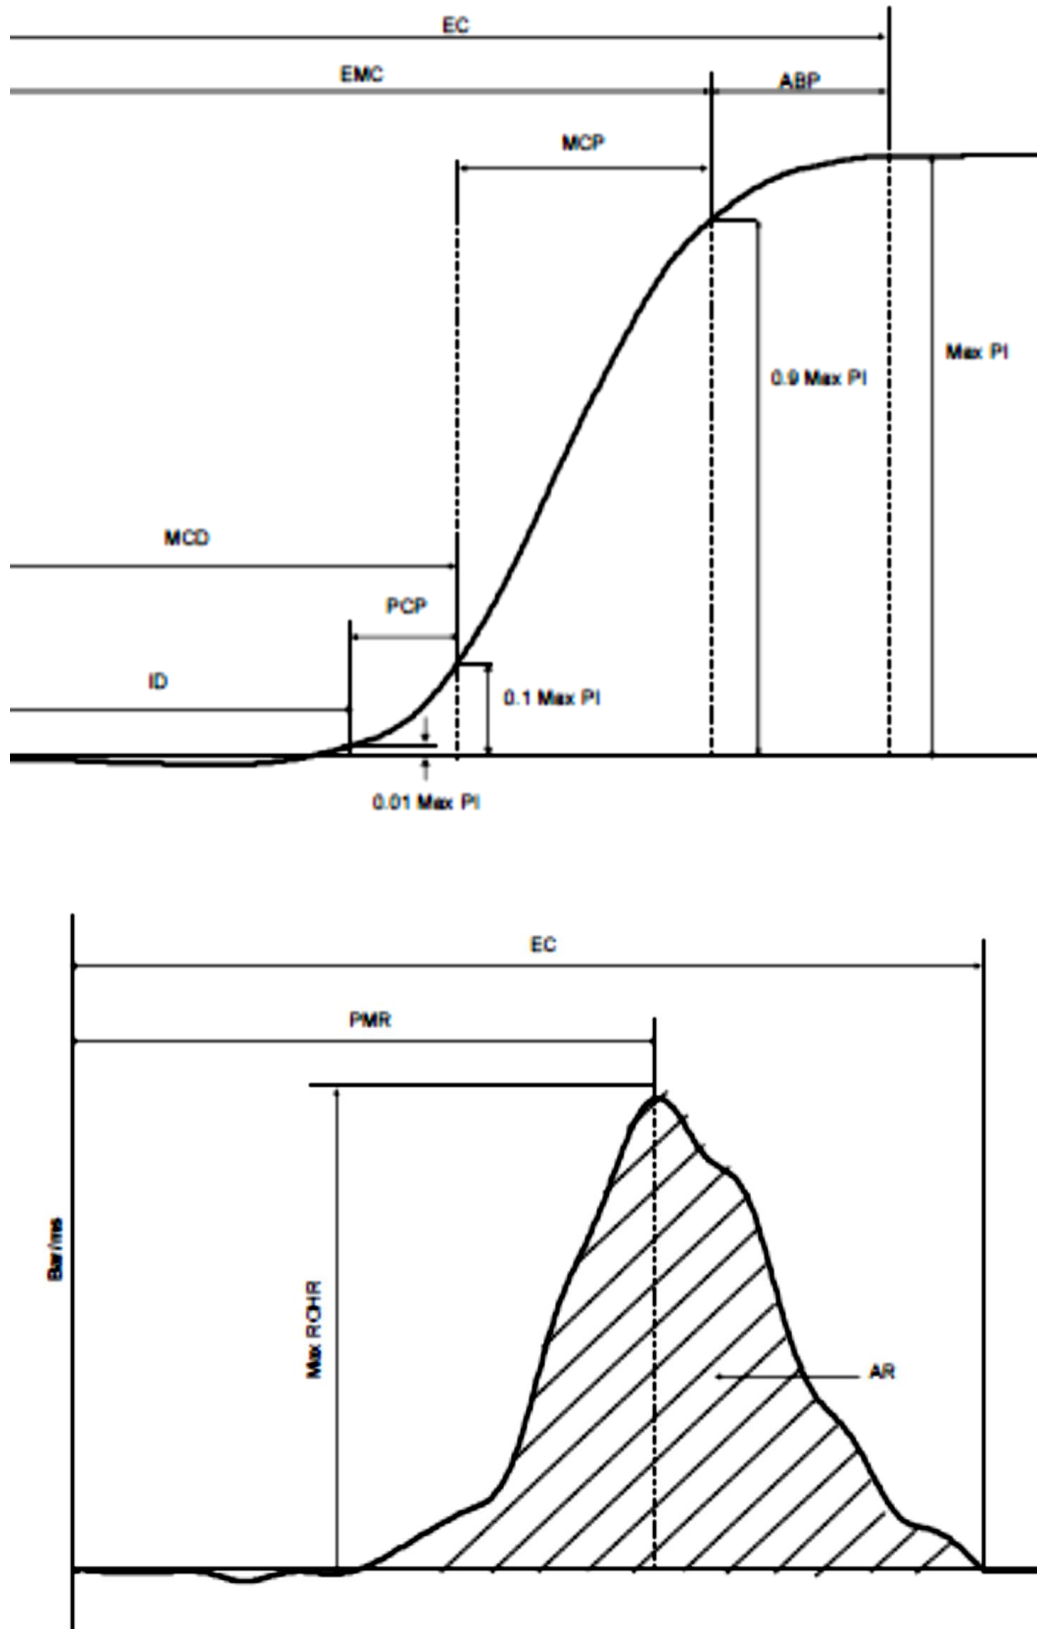 EC
EMC
ABP
MCP
Max PI
0.9 Max PI
MCD
PCP
ID
0.1 Max PI
0.01 Max PI
EC
PMR
Bar/ms
Max ROHR
AR